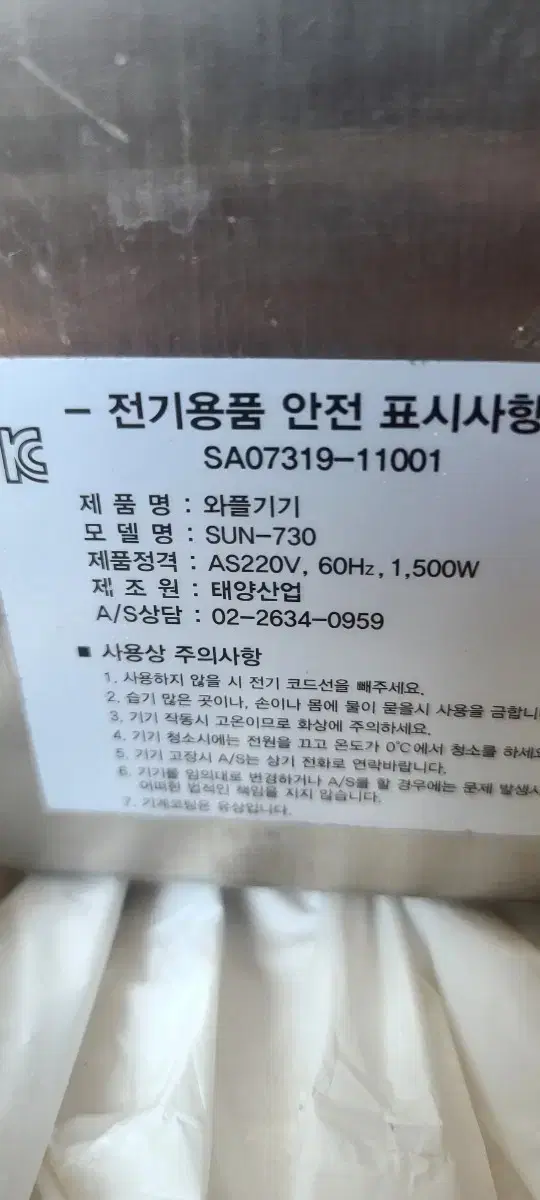 - 전기용품 안전 표시사항
SA07319-11001
제 품 명 : 와플기기
모 델 명 : SUN-730
제품정격 : AS220V, 60Hz, 1,500W
제 조 원 : 태양산업
A/S상담 : 02-2634-0959
■ 사용상 주의사항
1. 사용하지 않을 시 전기 코드선을 빼주세요.
2. 습기 많은 곳이나, 손이나 몸에 물이 묻을시 사용을 금합니
3. 기기 작동시 고온이므로 화상에 주의하세요.
4. 기기 청소시에는 전원을 끄고 온도가 0℃에서 청소를 하세요
5. 기기 고장시 A/S는 상기 전화로 연락바랍니다.
6. 기기를 임의대로 변경하거나 A/S를 할 경우에는 문제 발생시
어떠한 법적인 책임을 지지 않습니다.
7. 기계코팅은 유상입니다.